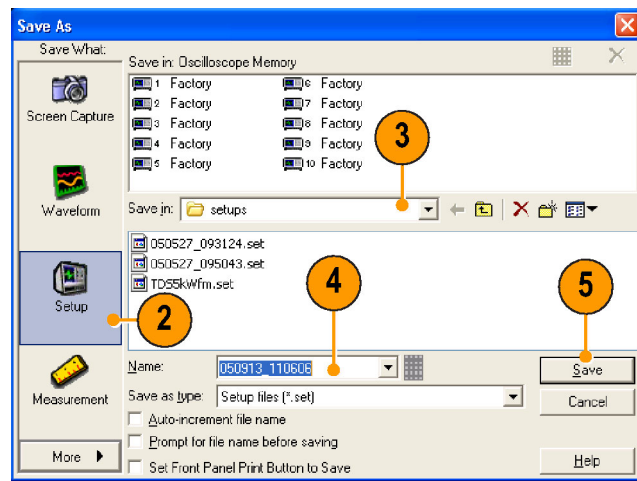 Save As
Save What:
Save in: Oscilloscope Memory
1 Factory
2 Factory
3 Factory
4 Factory
5 Factory
6 Factory
7 Factory
8 Factory
9 Factory
10 Factory
3
Screen Capture
Waveform
Setup
2
Measurement
More
Save in: setups
050527_093124.set
050527_095043.set
TDS5kWfm.set
4
5
Name: 050913_110606
Save as type: Setup files (*.set)
Auto-increment file name
Prompt for file name before saving
Set Front Panel Print Button to Save
Save
Cancel
Help